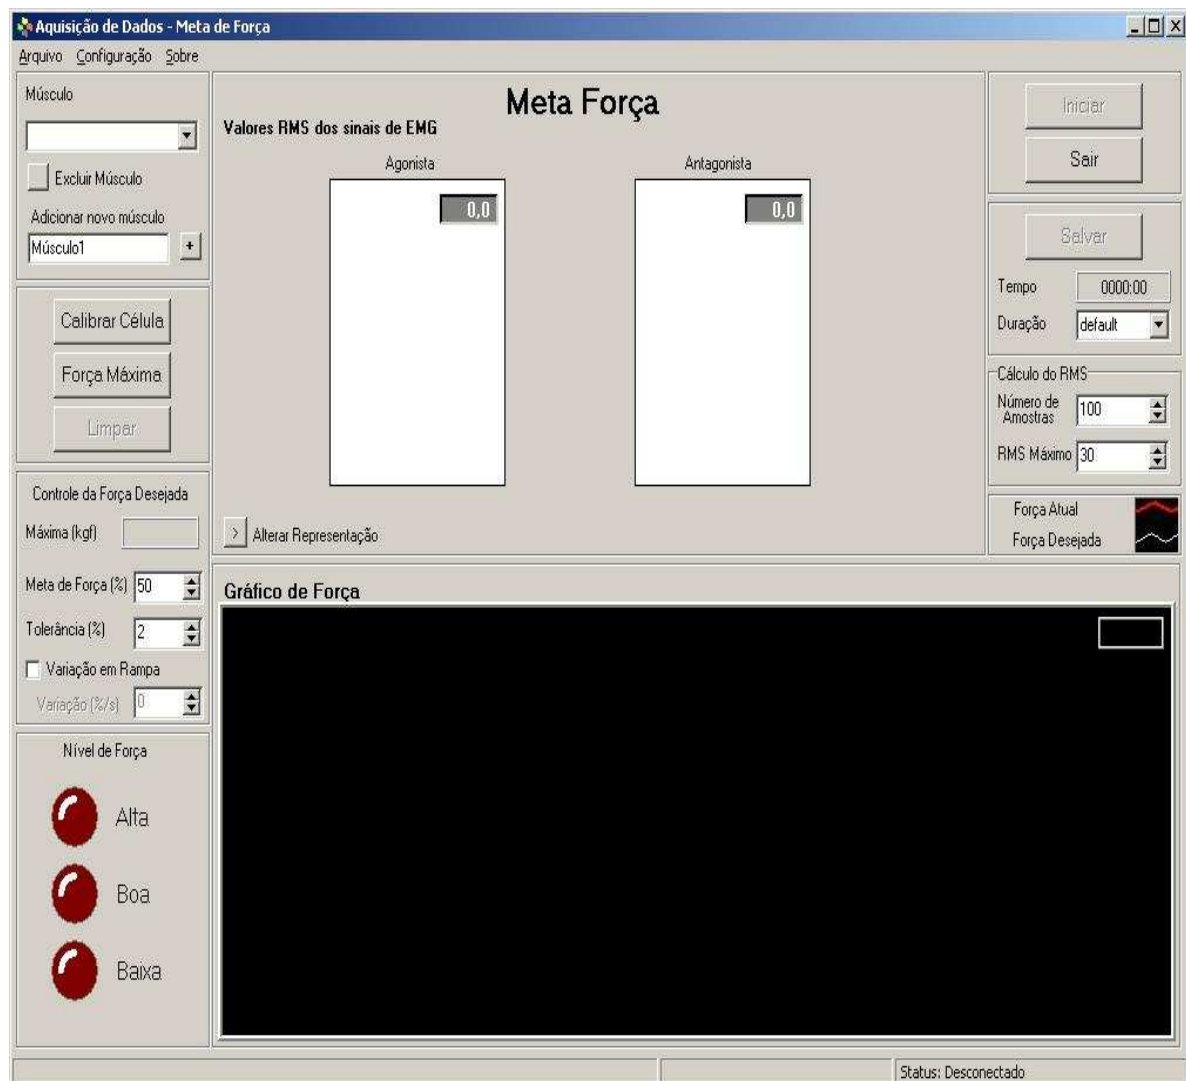 Aquisição de Dados - Meta de Força
Arquivo Configuração Sobre
Músculo
Excluir Músculo
Adicionar novo músculo
Músculo1 +
Calibrar Célula
Força Máxima
Limpar
Controle da Força Desejada
Máxima (kgf)
Meta de Força (%) 50
Tolerância (%) 2
Variação em Rampa
Variação (%/s) 0
Nível de Força
Alta
Boa
Baixa
Meta Força
Valores RMS dos sinais de EMG
Agonista Antagonista
0,0 0,0
> Alterar Representação
Gráfico de Força
Iniciar
Sair
Salvar
Tempo 0000:00
Duração default
Cálculo do RMS
Número de
Amostras 100
RMS Máximo 30
Força Atual
Força Desejada
Status: Desconectado